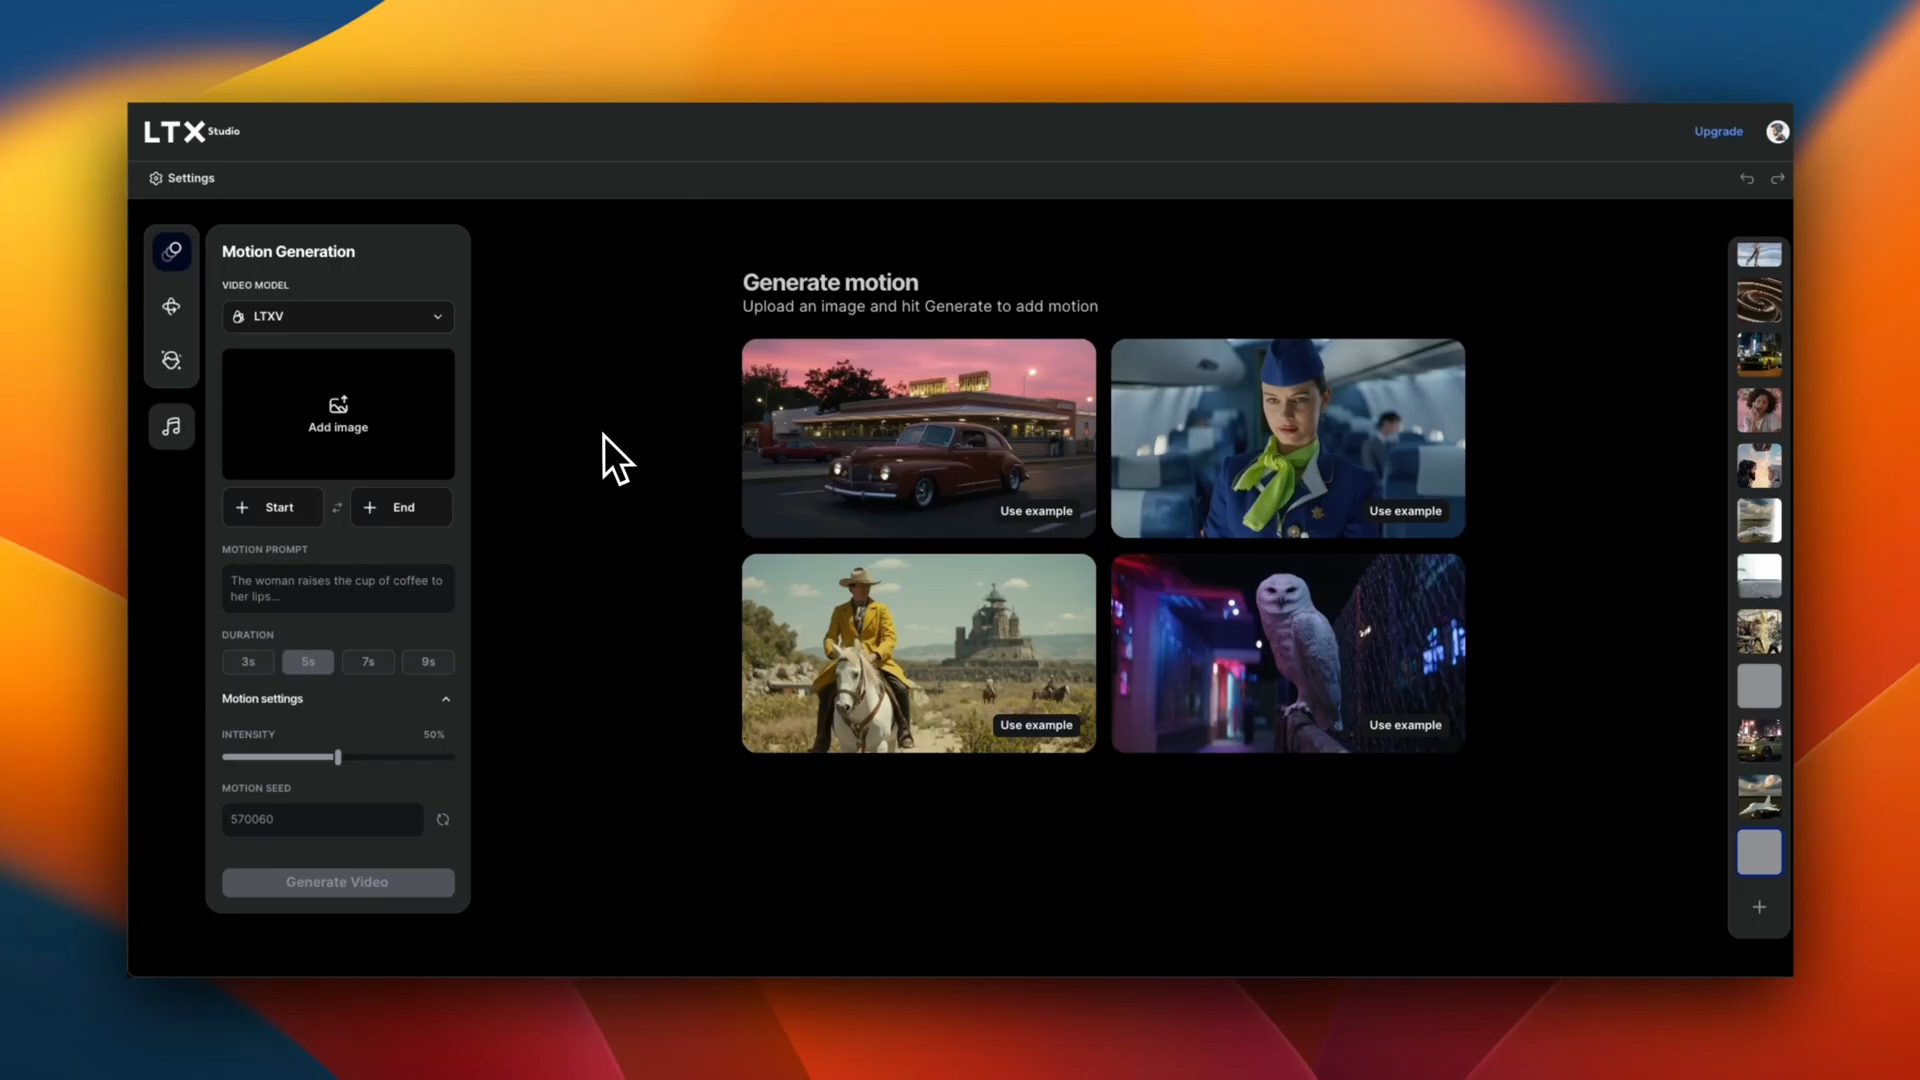 LTX Studio
Upgrade
Settings
Motion Generation
VIDEO MODEL
LTXV
Add image
Start
End
MOTION PROMPT
The woman raises the cup of coffee to
her lips...
DURATION
3s
5s
7s
9s
Motion settings
INTENSITY
50%
MOTION SEED
570060
Generate Video
Generate motion
Upload an image and hit Generate to add motion
Use example
Use example
Use example
Use example